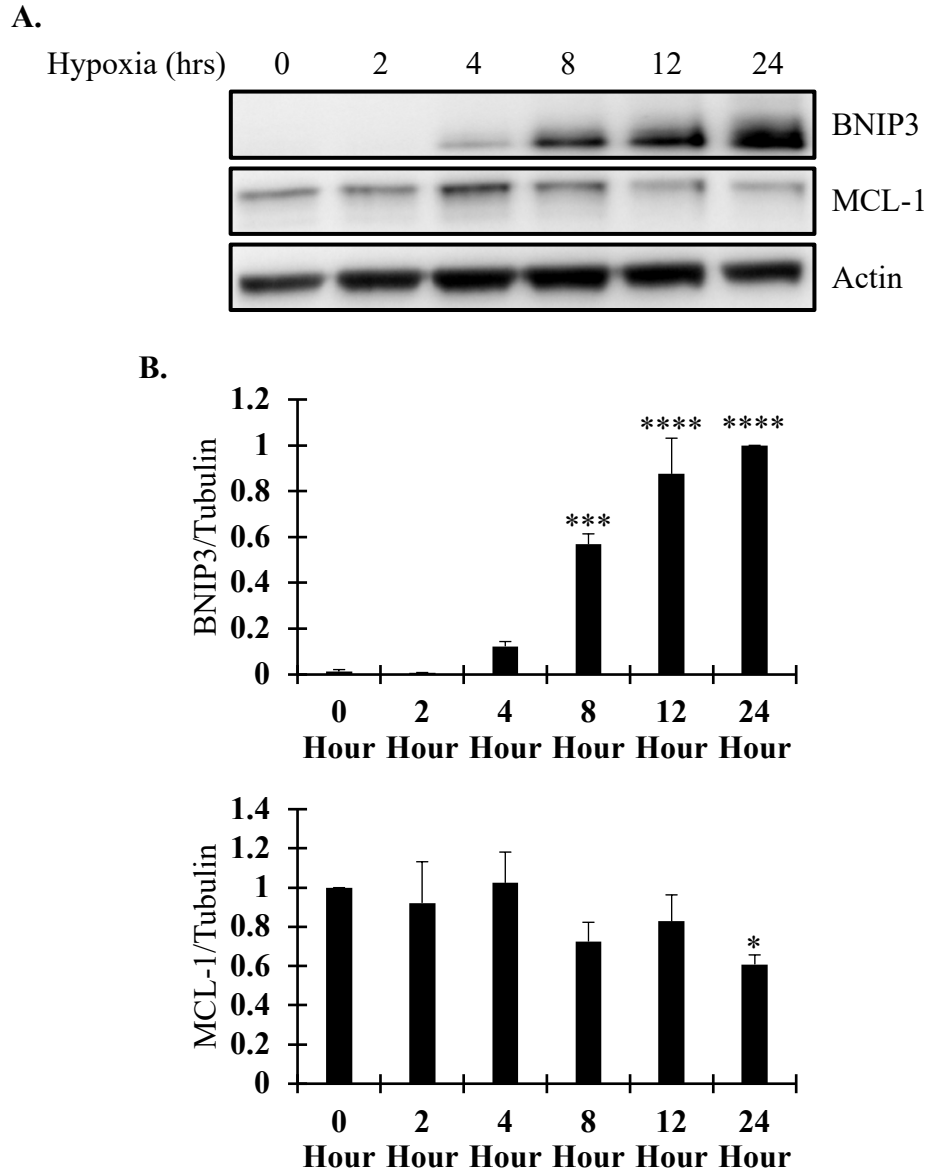 A.
Hypoxia (hrs) 0 2 4 8 12 24
BNIP3
MCL-1
Actin
B.
BNIP3/Tubulin
1.2
1
0.8
0.6
0.4
0.2
0
***
****
****
0 2 4 8 12 24
Hour Hour Hour Hour Hour Hour
MCL-1/Tubulin
1.4
1.2
1
0.8
0.6
0.4
0.2
0
*
0 2 4 8 12 24
Hour Hour Hour Hour Hour Hour